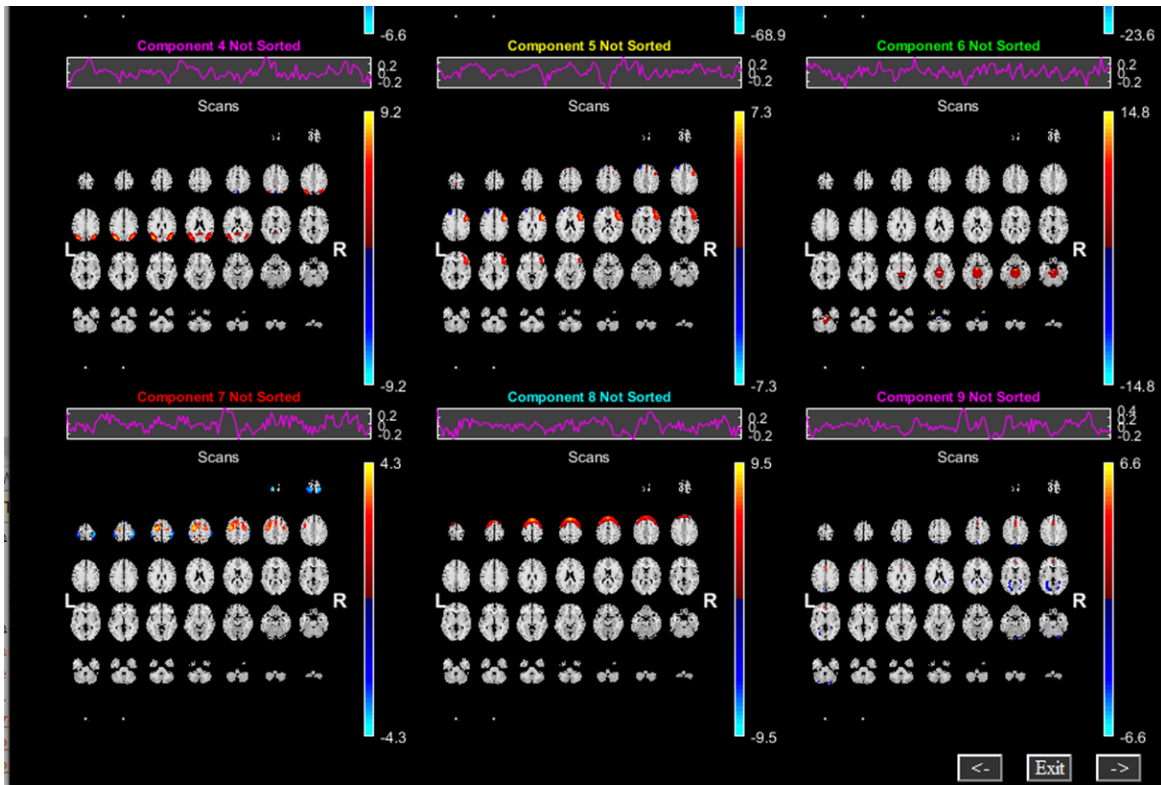 -6.6
-68.9
-23.6
Component 4 Not Sorted
Component 5 Not Sorted
Component 6 Not Sorted
0.2
0
-0.2
0.2
0
-0.2
0.2
0
-0.2
Scans
Scans
Scans
9.2
7.3
14.8
L R
L R
L R
-9.2
-7.3
-14.8
Component 7 Not Sorted
Component 8 Not Sorted
Component 9 Not Sorted
0.2
0
-0.2
0.2
0
-0.2
0.4
0.2
0
-0.2
Scans
Scans
Scans
4.3
9.5
6.6
L R
L R
L R
-4.3
-9.5
-6.6
<- Exit ->